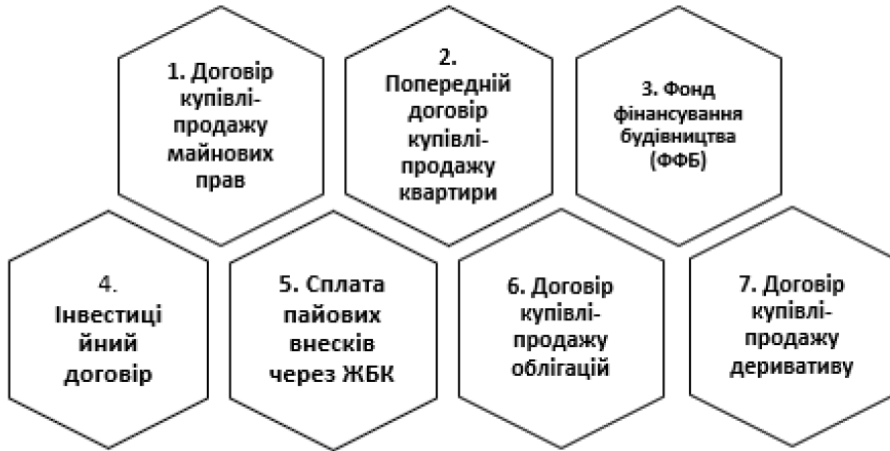 1. Договір
купівлі-
продажу
майнових
прав
2.
Попередній
договір
купівлі-
продажу
квартири
3. Фонд
фінансування
будівництва
(ФФБ)
4.
Інвестиці
йний
договір
5. Сплата
пайових
внесків
через ЖБК
6. Договір
купівлі-
продажу
облігацій
7. Договір
купівлі-
продажу
деривативу